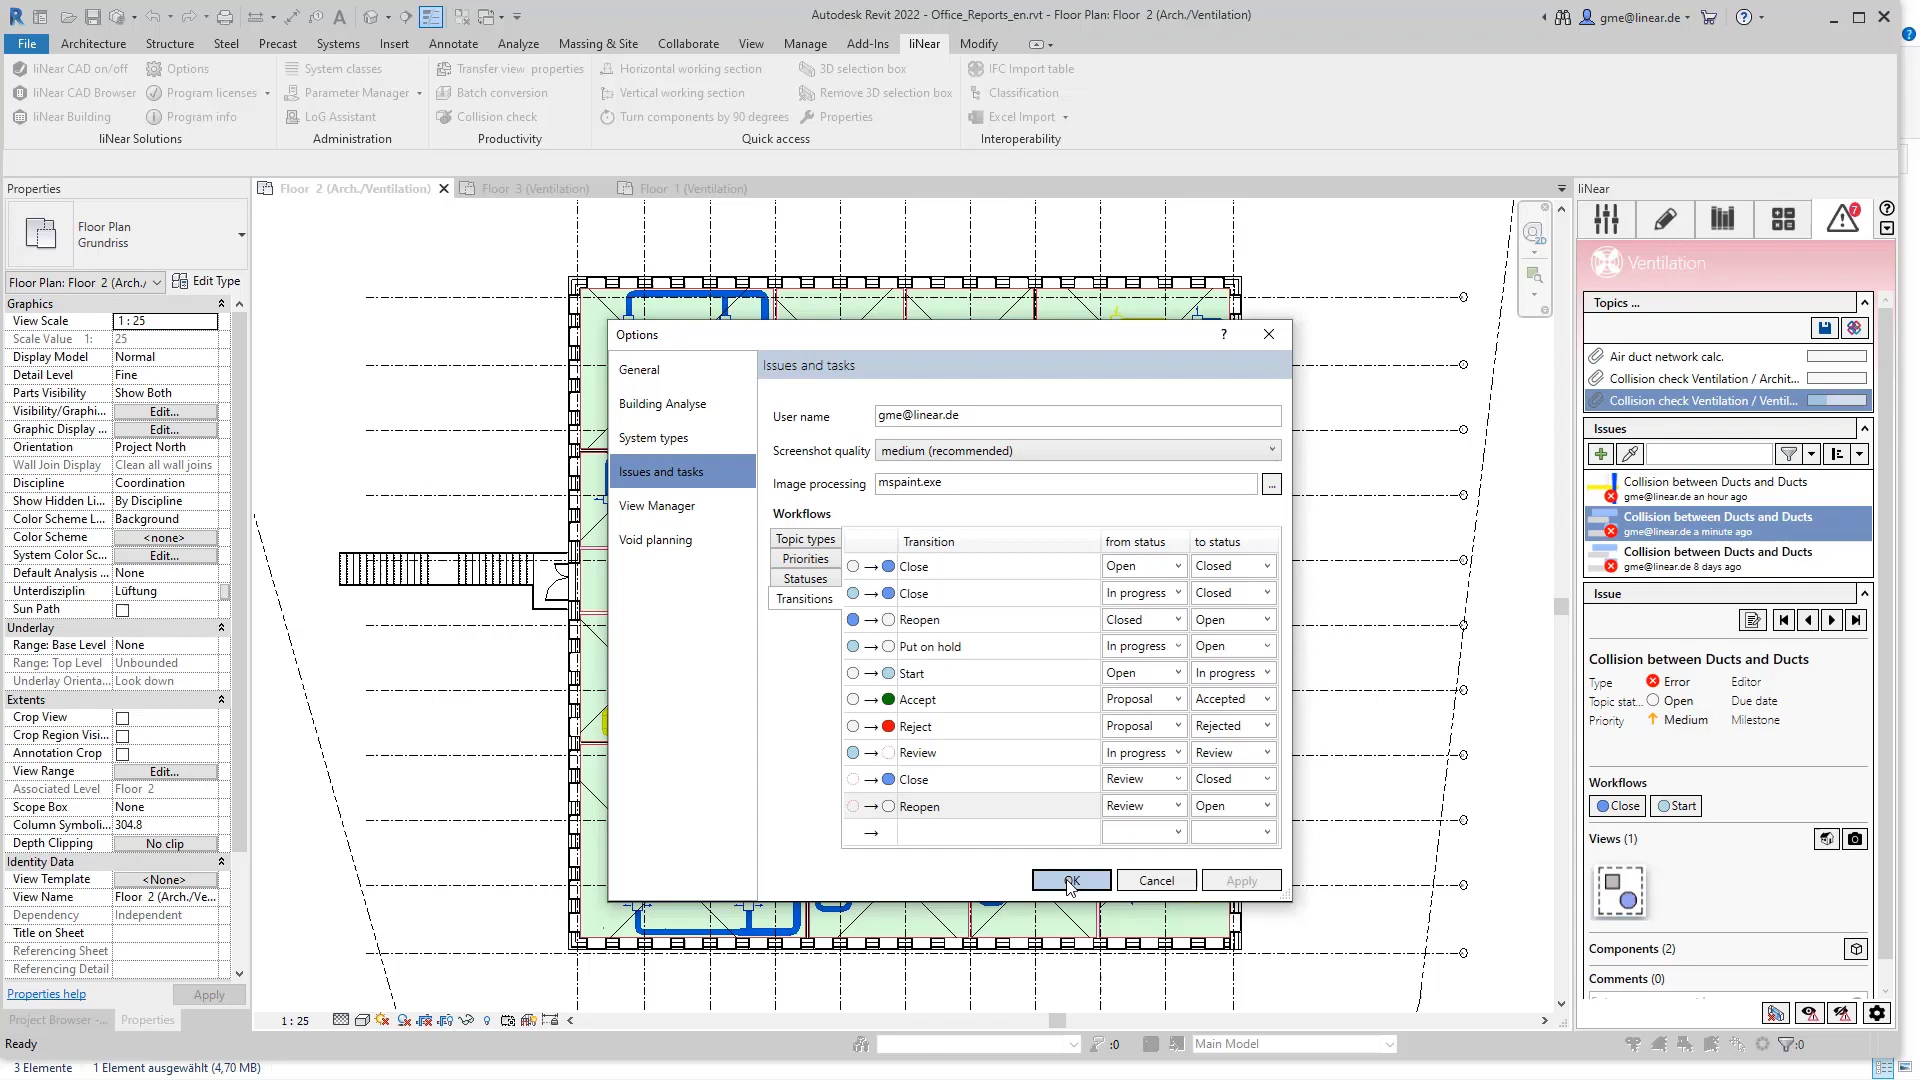 Autodesk Revit 2022 - Office_Reports_en.rvt - Floor Plan: Floor 2 (Arch./Ventilation)
gme@linear.de
File Architecture Structure Steel Precast Systems Insert Annotate Analyze Massing & Site Collaborate View Manage Add-Ins liNear Modify
liNear CAD on/off Options System classes Transfer view properties Horizontal working section 3D selection box IFC Import table
liNear CAD Browser Program licenses Parameter Manager Batch conversion Vertical working section Remove 3D selection box Classification
liNear Building Program info LoG Assistant Collision check Turn components by 90 degrees Properties Excel Import
liNear Solutions Administration Productivity Quick access Interoperability
Properties
Floor 2 (Arch./Ventilation) Floor 3 (Ventilation) Floor 1 (Ventilation)
liNear
Floor Plan
Grundriss
Floor Plan: Floor 2 (Arch./ Edit Type
Graphics
View Scale 1 : 25
Scale Value 1: 25
Display Model Normal
Detail Level Fine
Parts Visibility Show Both
Visibility/Graphi... Edit...
Graphic Display ... Edit...
Orientation Project North
Wall Join Display Clean all wall joins
Discipline Coordination
Show Hidden Li... By Discipline
Color Scheme L... Background
Color Scheme <none>
System Color Sc... Edit...
Default Analysis ... None
Unterdisziplin Lüftung
Sun Path
Underlay
Range: Base Level None
Range: Top Level Unbounded
Underlay Orienta... Look down
Extents
Crop View
Crop Region Visi...
Annotation Crop
View Range Edit...
Associated Level Floor 2
Scope Box None
Column Symboli... 304.8
Depth Clipping No clip
Identity Data
View Template <None>
View Name Floor 2 (Arch./Ve...
Dependency Independent
Title on Sheet
Referencing Sheet
Referencing Detail
Properties help Apply
Project Browser -... Properties
Ready
3 Elemente 1 Element ausgewählt (4,70 MB)
2D
Options ?
General
Building Analyse
System types
Issues and tasks
View Manager
Void planning
Issues and tasks
User name gme@linear.de
Screenshot quality medium (recommended)
Image processing mspaint.exe ...
Workflows
Topic types
Priorities
Statuses
Transitions
Transition from status to status
→ Close Open Closed
→ Close In progress Closed
→ Reopen Closed Open
→ Put on hold In progress Open
→ Start Open In progress
→ Accept Proposal Accepted
→ Reject Proposal Rejected
→ Review In progress Review
→ Close Review Closed
→ Reopen Review Open
→
OK Cancel Apply
1 : 25
:0 Main Model :0
7
Ventilation
Topics ...
Air duct network calc.
Collision check Ventilation / Archit...
Collision check Ventilation / Ventil...
Issues
Collision between Ducts and Ducts
gme@linear.de an hour ago
Collision between Ducts and Ducts
gme@linear.de a minute ago
Collision between Ducts and Ducts
gme@linear.de 8 days ago
Issue
Collision between Ducts and Ducts
Type Error Editor
Topic stat... Open Due date
Priority Medium Milestone
Workflows
Close Start
Views (1)
Components (2)
Comments (0)